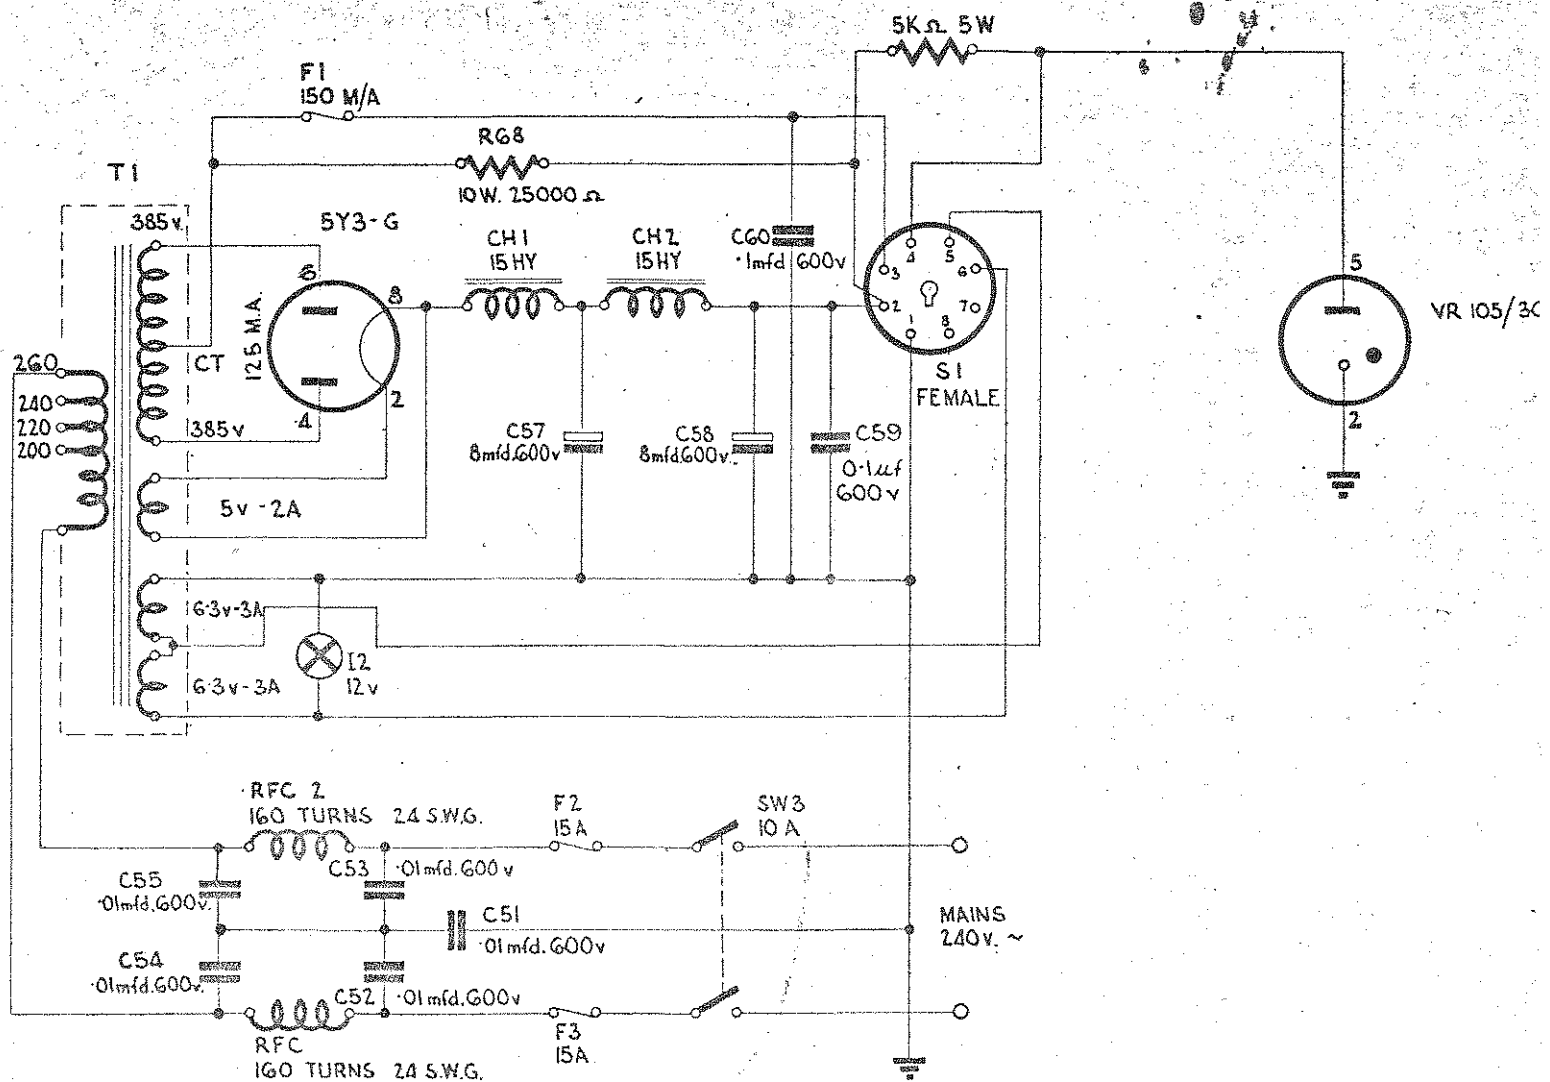 5KΩ 5W
F1
150 M/A
R68
10W. 25000 Ω
T1
385v.
5Y3-G
CH1
15HY
CH2
15HY
C60
·1mfd 600v
6
8
125 M.A.
4
2
CT
385v
260
240
220
200
3
4
5
6
2
1
8
7
S1
FEMALE
5
VR 105/30
2
C57
8mfd.600v
C58
8mfd.600v.
C59
0·1uf
600v
5v - 2A
6·3v-3A
I2
12v
6·3v-3A
RFC 2
160 TURNS 24 S.W.G.
F2
15A
SW3
10A
C55
·01mfd.600v.
C53
·01mfd.600v
C51
·01mfd.600v
MAINS
240v. ~
C54
·01mfd.600v.
C52
·01mfd.600v
RFC
160 TURNS 24 S.W.G.
F3
15A